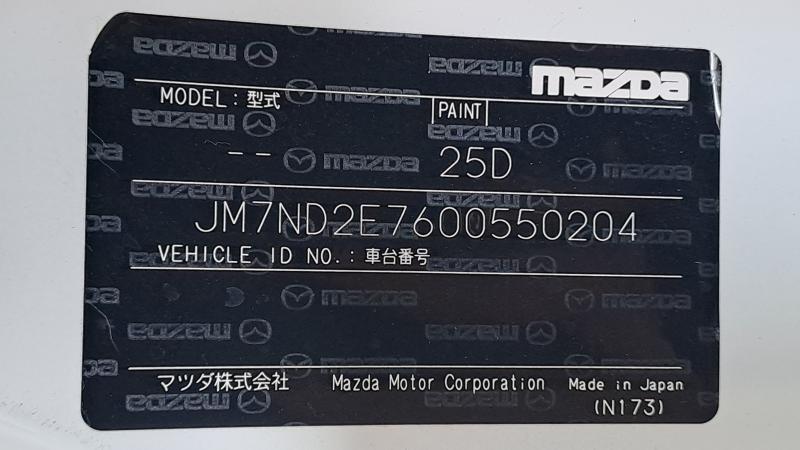 mazda
MODEL : 型式
PAINT
-- 25D
JM7ND2E7600550204
VEHICLE ID NO. : 車台番号
マツダ株式会社 Mazda Motor Corporation Made in Japan
(N173)